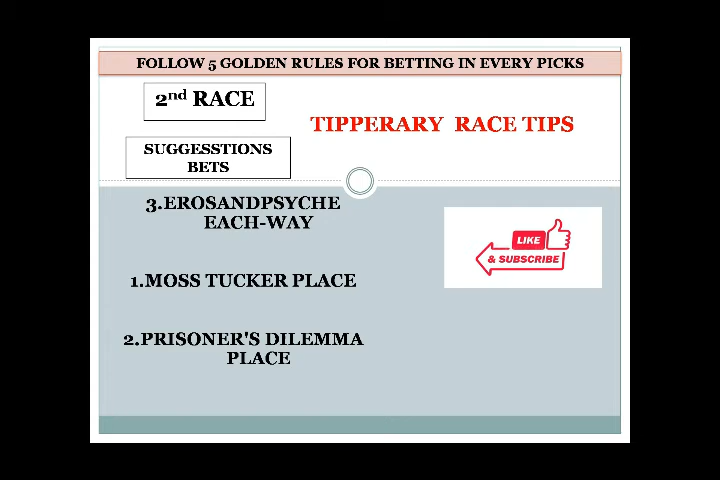 FOLLOW 5 GOLDEN RULES FOR BETTING IN EVERY PICKS
2nd RACE
TIPPERARY RACE TIPS
SUGGESSTIONS
BETS
3.EROSANDPSYCHE
EACH-WAY
1.MOSS TUCKER PLACE
2.PRISONER'S DILEMMA
PLACE
LIKE
& SUBSCRIBE